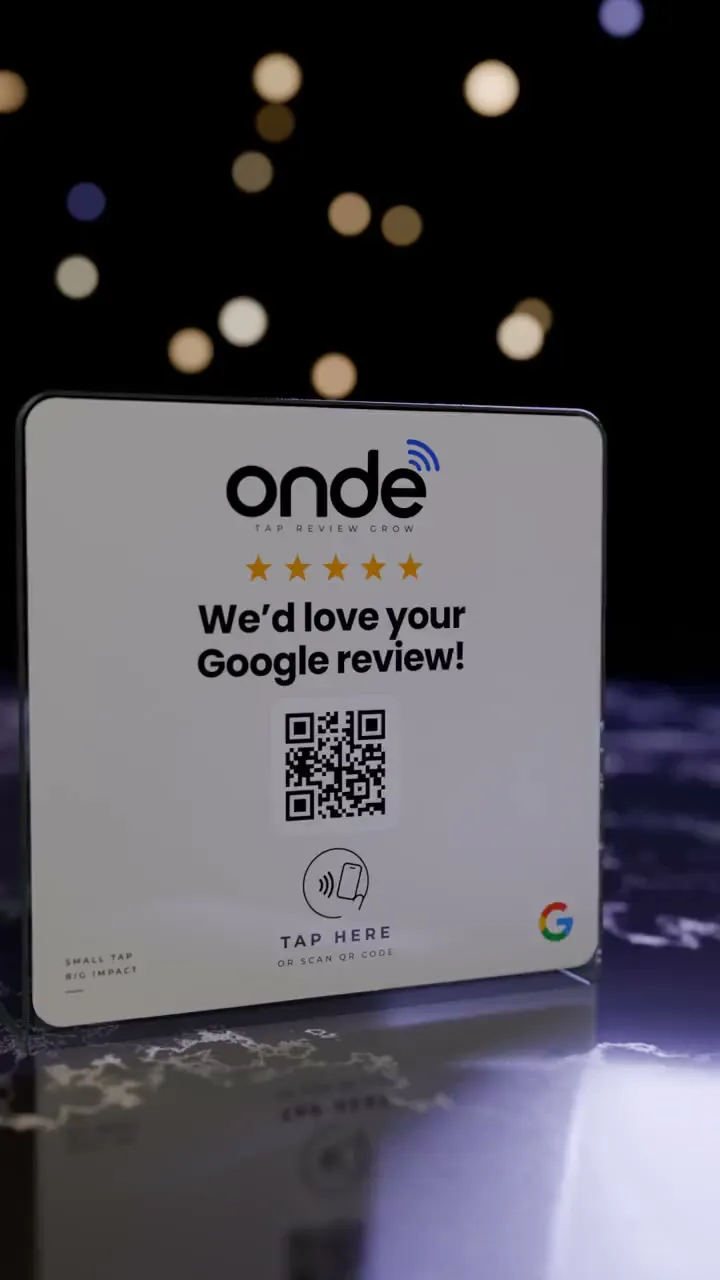 onde
TAP REVIEW GROW
We’d love your
Google review!
TAP HERE
OR SCAN QR CODE
SMALL TAP
BIG IMPACT
G